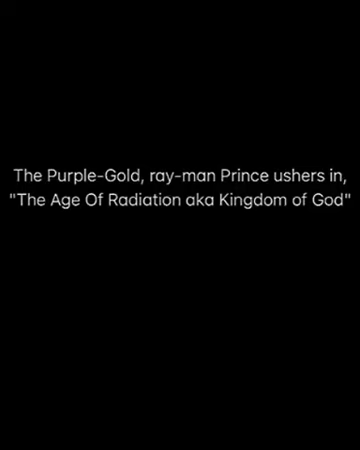 The Purple-Gold, ray-man Prince ushers in,
"The Age Of Radiation aka Kingdom of God"